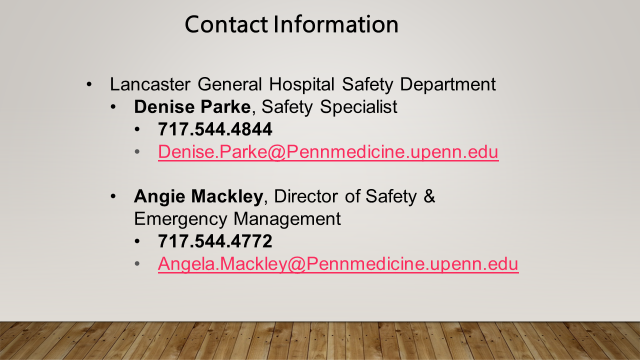 Contact Information
• Lancaster General Hospital Safety Department
• Denise Parke, Safety Specialist
• 717.544.4844
• Denise.Parke@Pennmedicine.upenn.edu
• Angie Mackley, Director of Safety &
Emergency Management
• 717.544.4772
• Angela.Mackley@Pennmedicine.upenn.edu